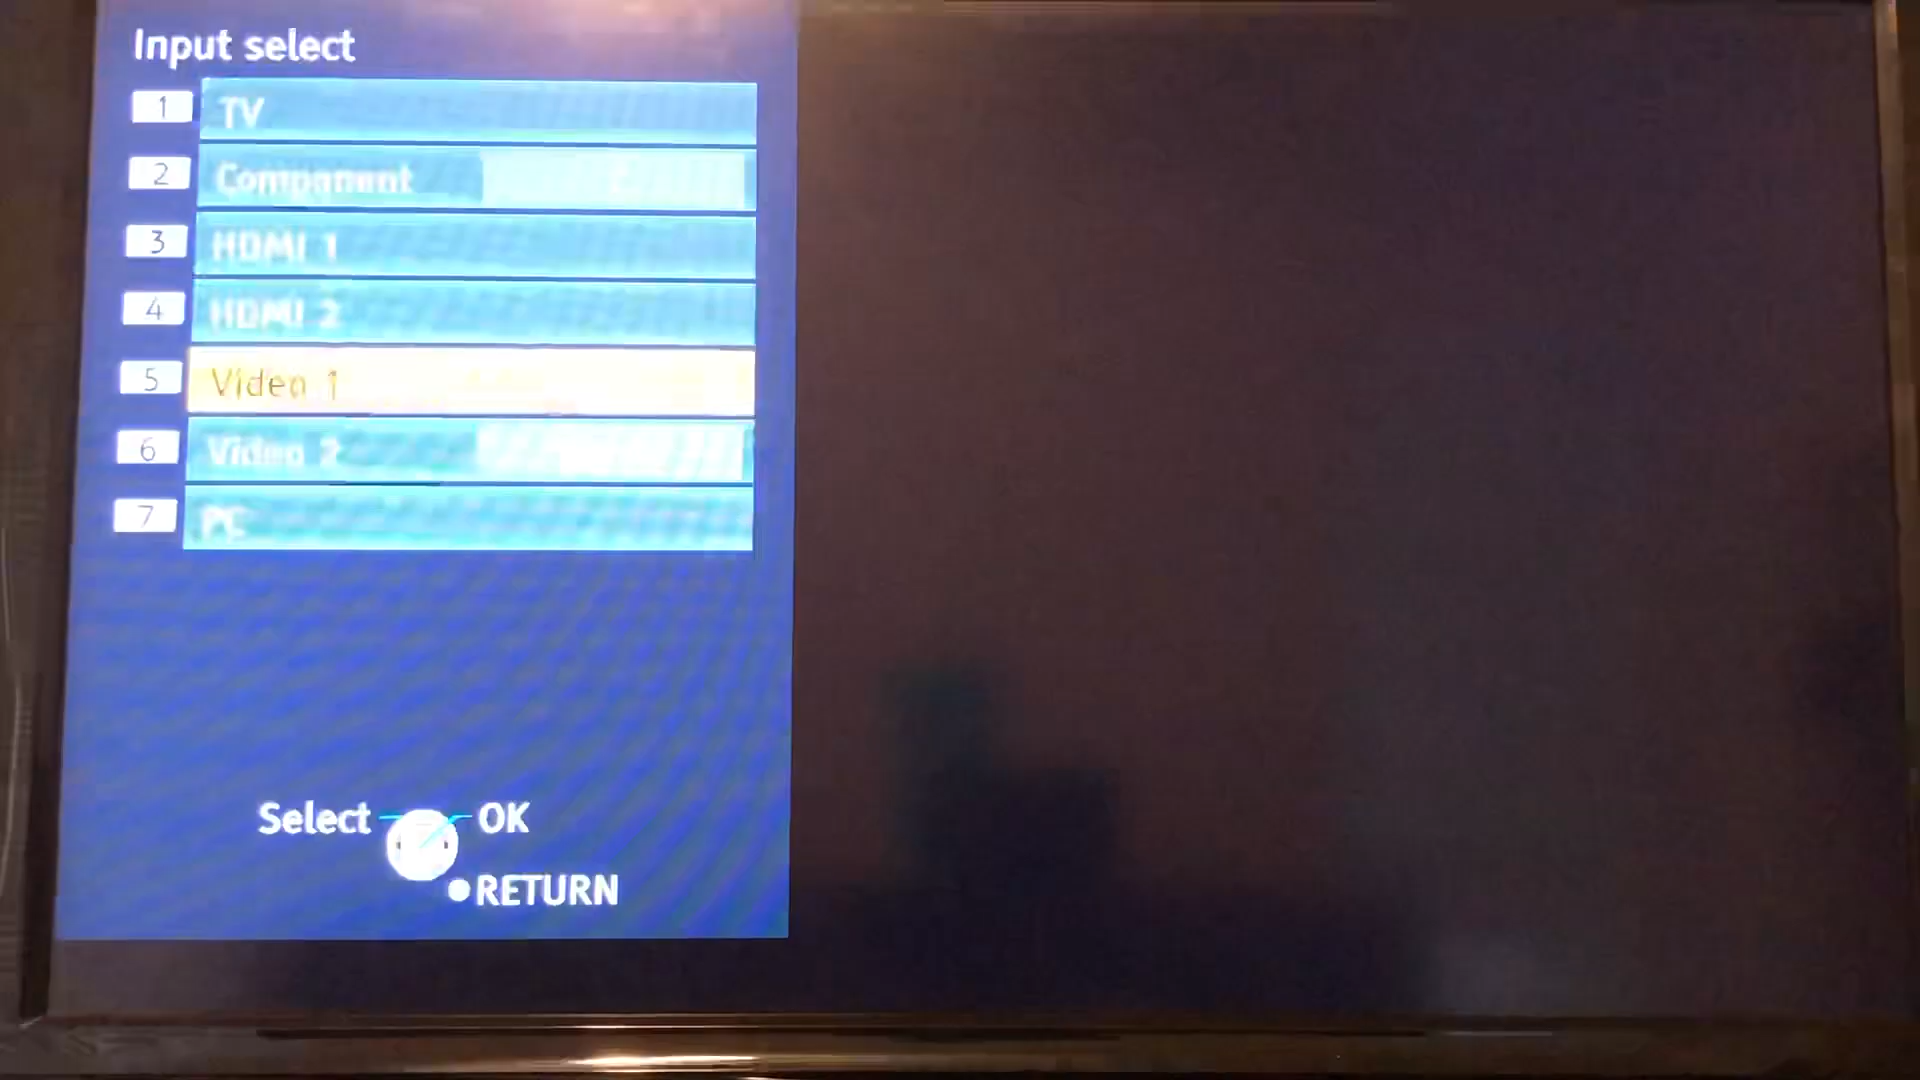 Input select
1 TV
2 Component
3 HDMI 1
4 HDMI 2
5 Video 1
6 Video 2
7 PC
Select OK
RETURN